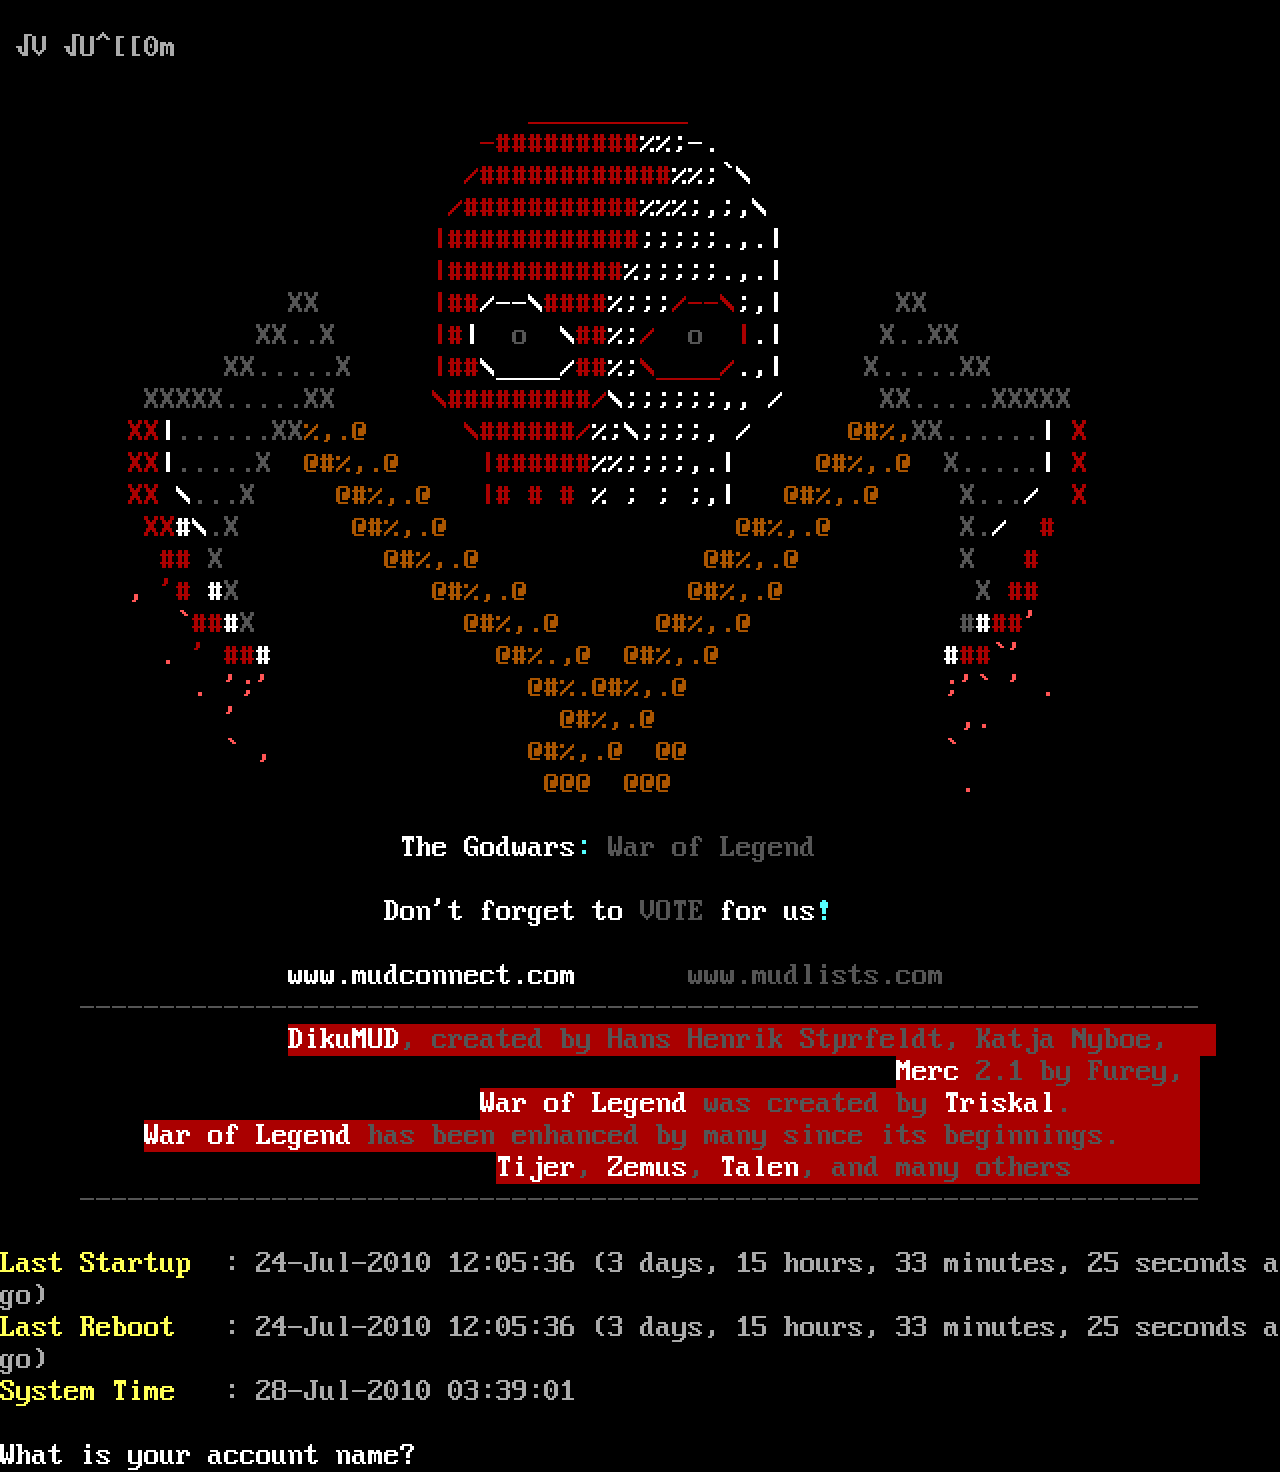 √V √U^[[0m
The Godwars: War of Legend
Don't forget to VOTE for us!
www.mudconnect.com www.mudlists.com
DikuMUD, created by Hans Henrik Stµrfeldt, Katja Nyboe,
Merc 2.1 by Furey,
War of Legend was created by Triskal.
War of Legend has been enhanced by many since its beginnings.
Tijer, Zemus, Talen, and many others
Last Startup : 24-Jul-2010 12:05:36 (3 days, 15 hours, 33 minutes, 25 seconds a
go)
Last Reboot : 24-Jul-2010 12:05:36 (3 days, 15 hours, 33 minutes, 25 seconds a
go)
System Time : 28-Jul-2010 03:39:01
What is your account name?